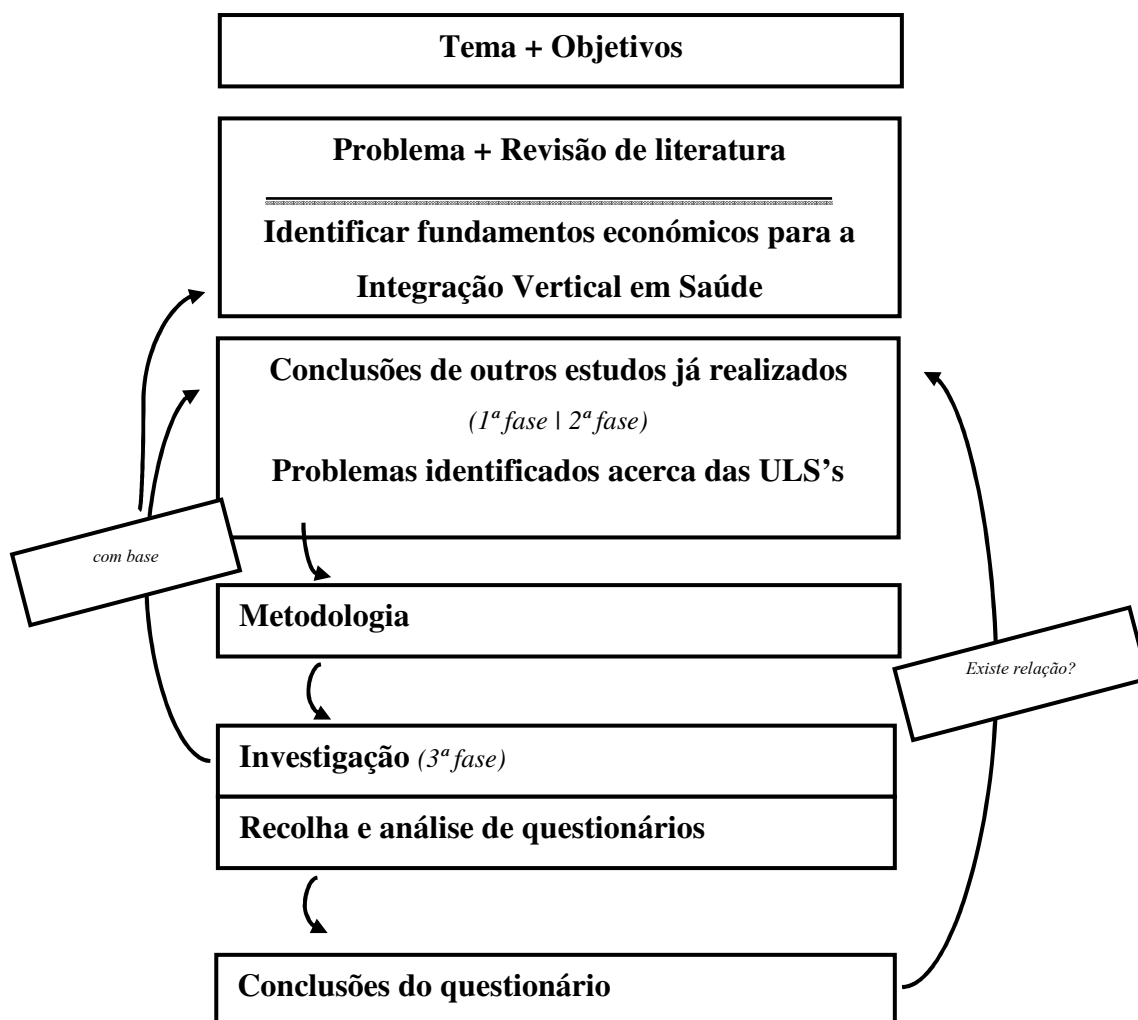 Tema + Objetivos
Problema + Revisão de literatura
Identificar fundamentos económicos para a
Integração Vertical em Saúde
Conclusões de outros estudos já realizados
(1ª fase | 2ª fase)
Problemas identificados acerca das ULS’s
com base
Metodologia
Existe relação?
Investigação (3ª fase)
Recolha e análise de questionários
Conclusões do questionário